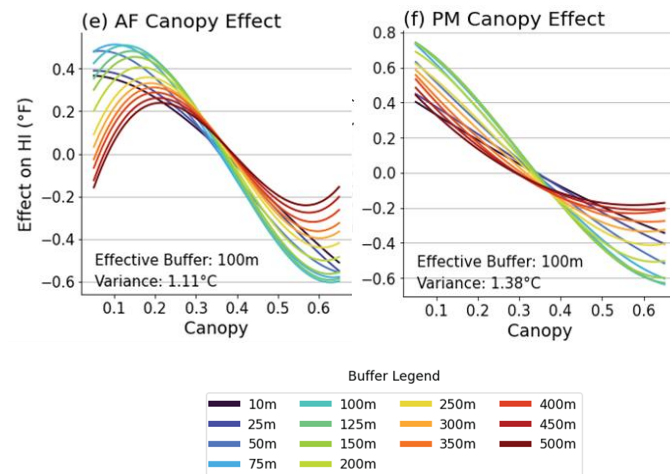 (e) AF Canopy Effect
Effect on HI (°F)
0.4
0.2
0.0
−0.2
−0.4
−0.6
Effective Buffer: 100m
Variance: 1.11°C
0.1 0.2 0.3 0.4 0.5 0.6
Canopy
(f) PM Canopy Effect
0.8
0.6
0.4
0.2
0.0
−0.2
−0.4
−0.6
Effective Buffer: 100m
Variance: 1.38°C
0.1 0.2 0.3 0.4 0.5 0.6
Canopy
Buffer Legend
10m 100m 250m 400m
25m 125m 300m 450m
50m 150m 350m 500m
75m 200m